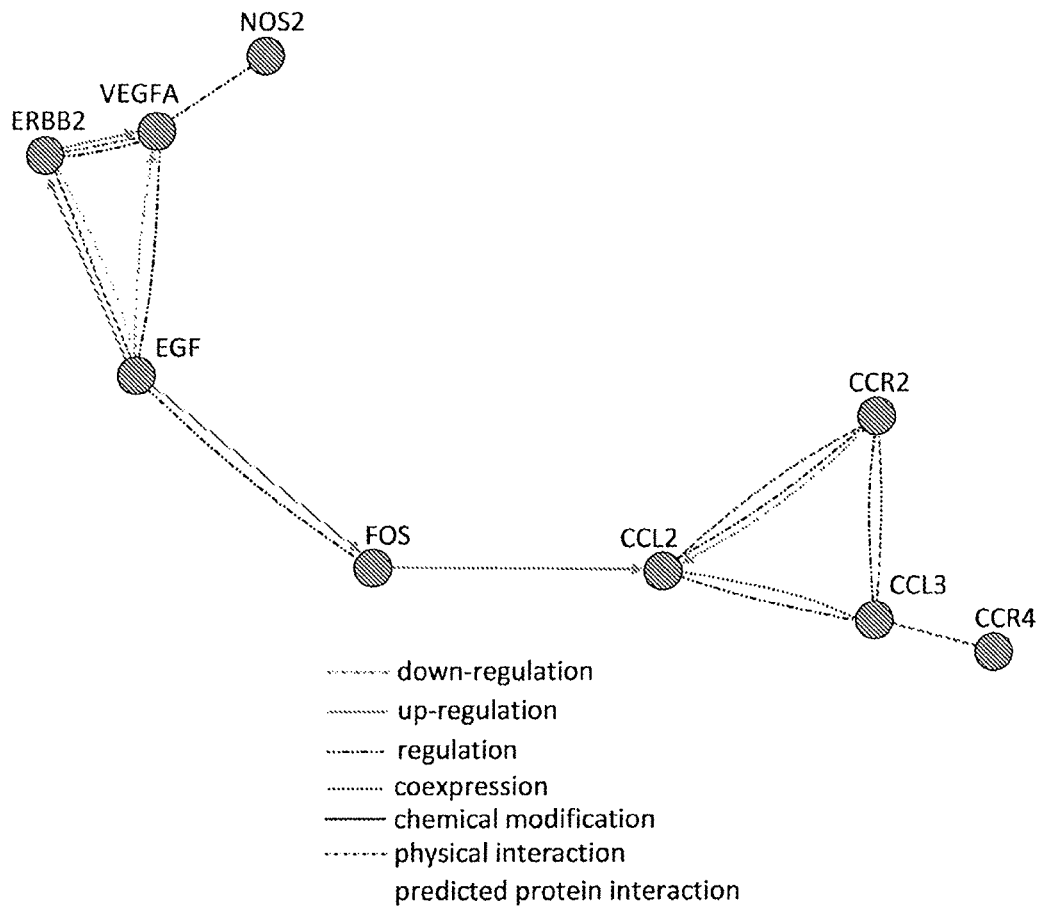 NOS2
VEGFA
ERBB2
EGF
CCR2
FOS
CCL2
CCL3
CCR4
down-regulation
up-regulation
regulation
coexpression
chemical modification
physical interaction
predicted protein interaction